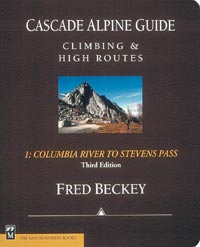 CASCADE ALPINE GUIDE
CLIMBING &
HIGH ROUTES
1: COLUMBIA RIVER TO STEVENS PASS
Third Edition
FRED BECKEY
THE MOUNTAINEERS BOOKS